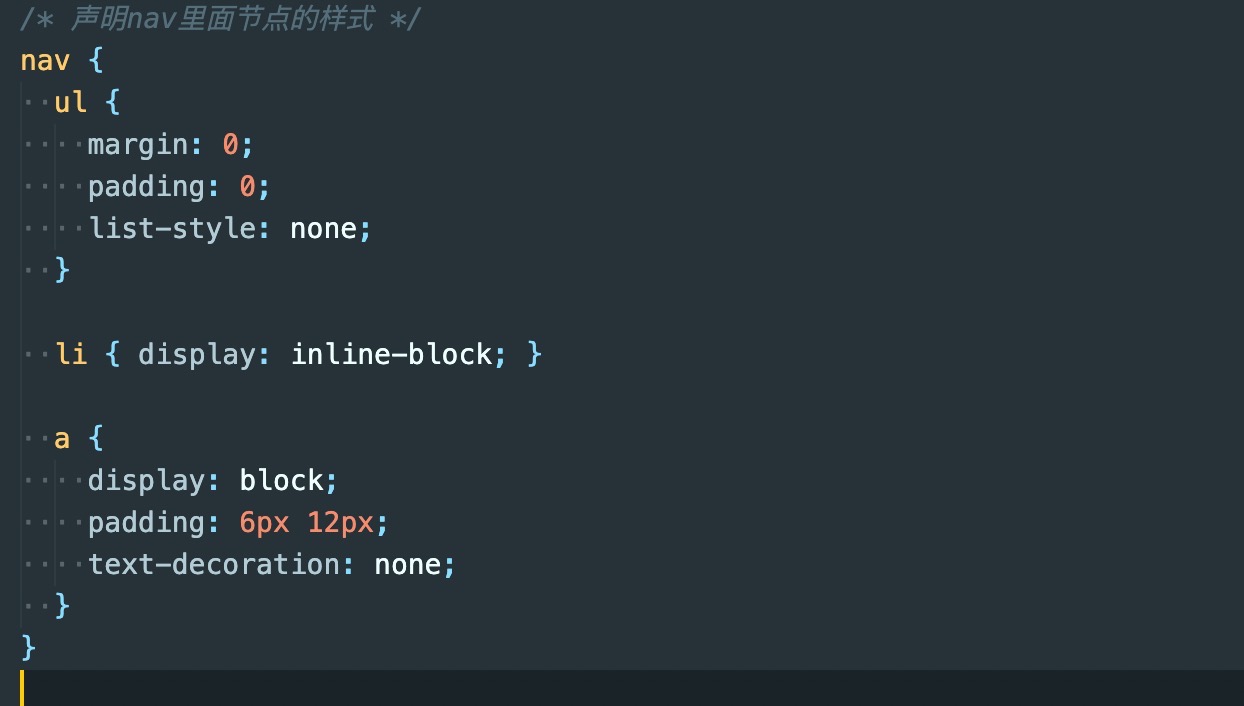 /* 声明nav里面节点的样式 */
nav {
  ul {
    margin: 0;
    padding: 0;
    list-style: none;
  }

  li { display: inline-block; }

  a {
    display: block;
    padding: 6px 12px;
    text-decoration: none;
  }
}